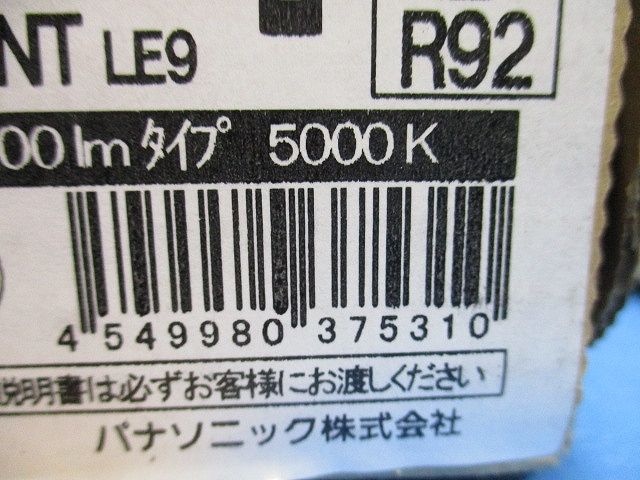 NT LE9
R92
00 lm タイプ 5000 K
4 549980 375310
説明書は必ずお客様にお渡しください
パナソニック株式会社